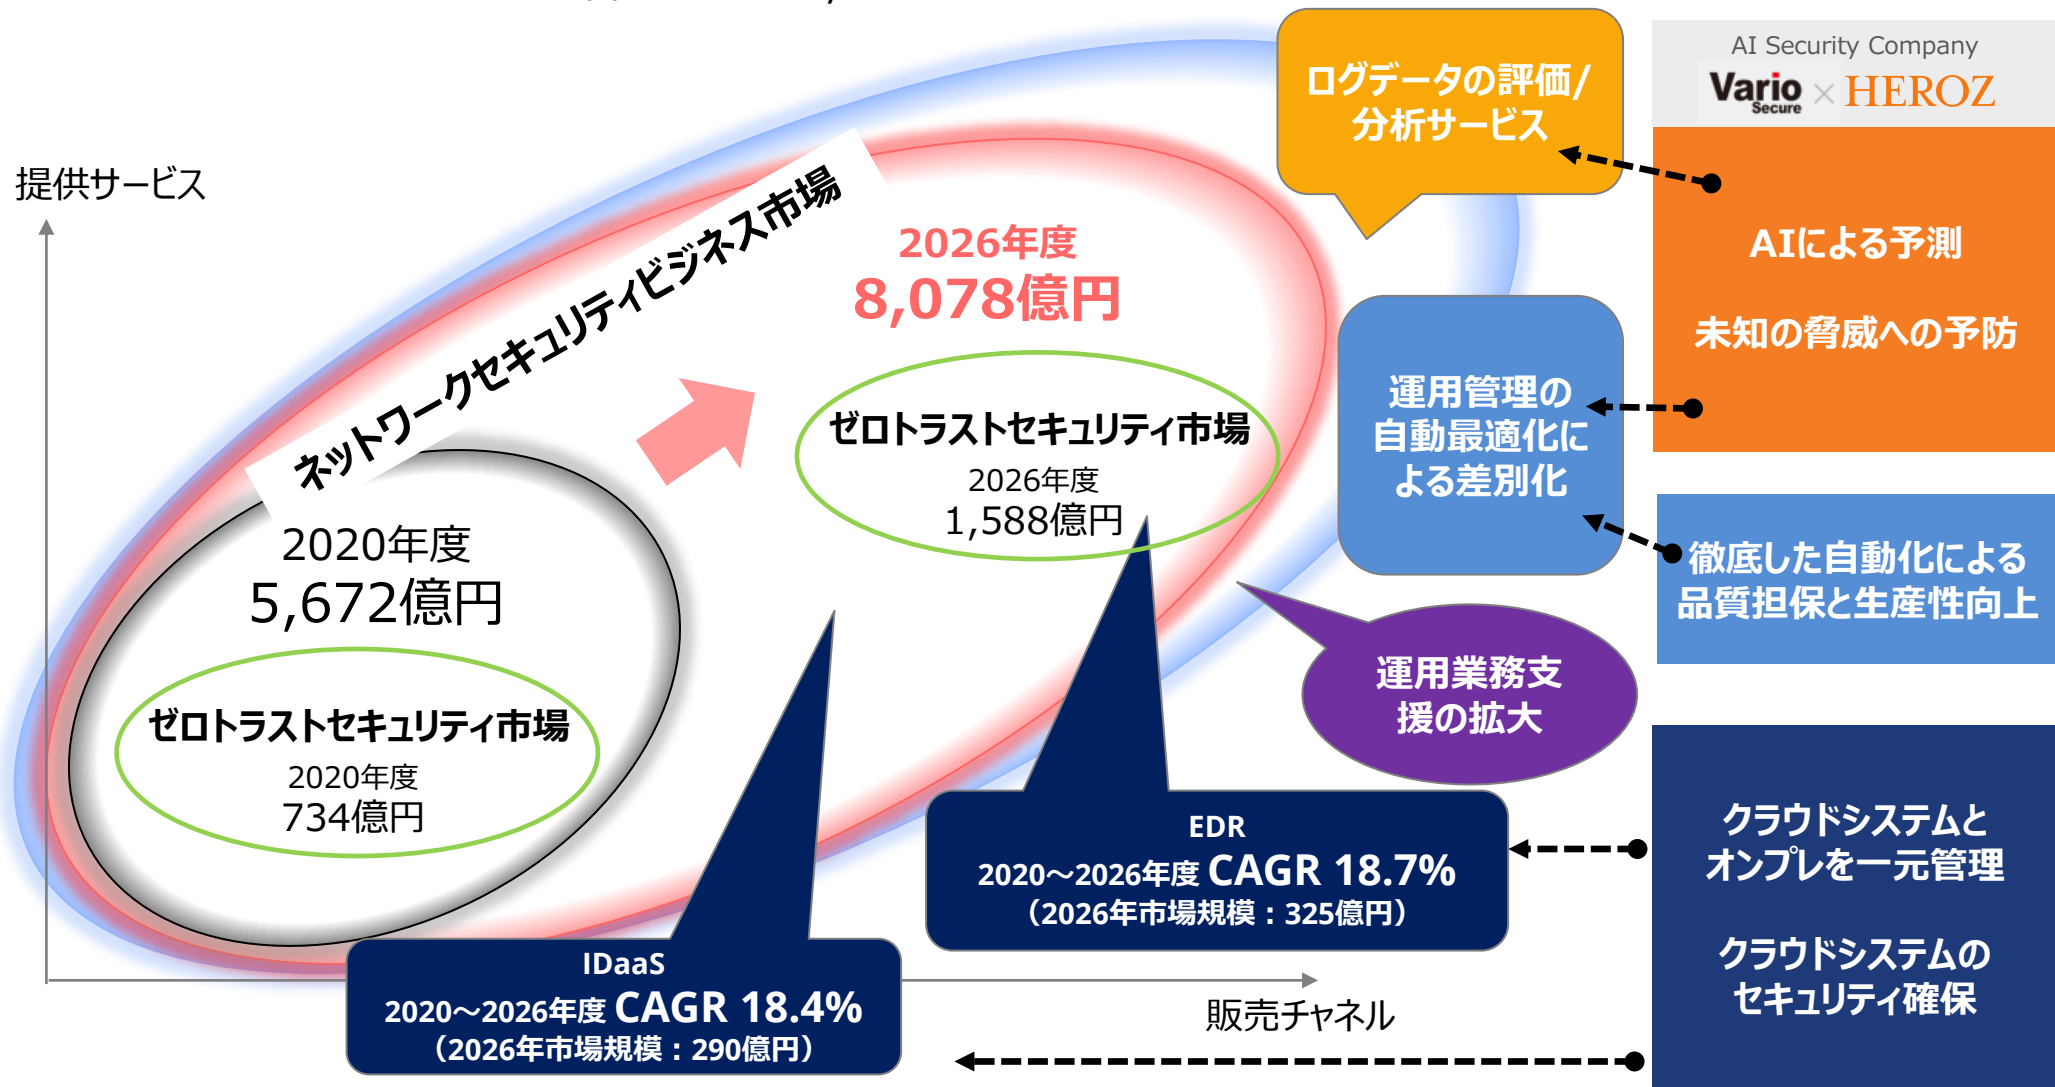 提供サービス
ネットワークセキュリティビジネス市場
2026年度
8,078億円
ゼロトラストセキュリティ市場
2026年度
1,588億円
2020年度
5,672億円
ゼロトラストセキュリティ市場
2020年度
734億円
ログデータの評価/
分析サービス
運用管理の
自動最適化に
よる差別化
運用業務支
援の拡大
EDR
2020～2026年度 CAGR 18.7%
（2026年市場規模：325億円）
IDaaS
2020～2026年度 CAGR 18.4%
（2026年市場規模：290億円）
販売チャネル
AI Security Company
Vario Secure × HEROZ
AIによる予測
未知の脅威への予防
徹底した自動化による
品質担保と生産性向上
クラウドシステムと
オンプレを一元管理
クラウドシステムの
セキュリティ確保